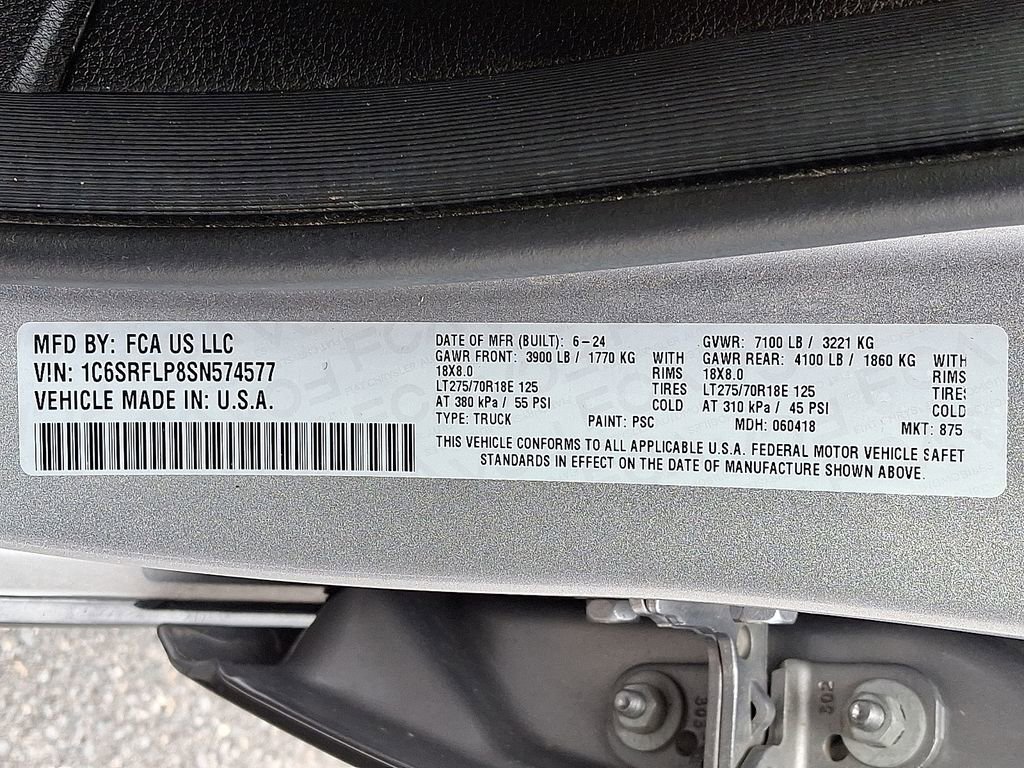 MFD BY: FCA US LLC
VIN: 1C6SRFLP8SN574577
VEHICLE MADE IN: U.S.A.
DATE OF MFR (BUILT): 6-24
GAWR FRONT: 3900 LB / 1770 KG WITH
18X8.0 RIMS
LT275/70R18E 125 TIRES
AT 380 kPa / 55 PSI COLD
TYPE: TRUCK PAINT: PSC
GVWR: 7100 LB / 3221 KG
GAWR REAR: 4100 LB / 1860 KG WITH
18X8.0 RIMS
LT275/70R18E 125 TIRES
AT 310 kPa / 45 PSI COLD
MDH: 060418 MKT: 875
THIS VEHICLE CONFORMS TO ALL APPLICABLE U.S.A. FEDERAL MOTOR VEHICLE SAFET
STANDARDS IN EFFECT ON THE DATE OF MANUFACTURE SHOWN ABOVE.